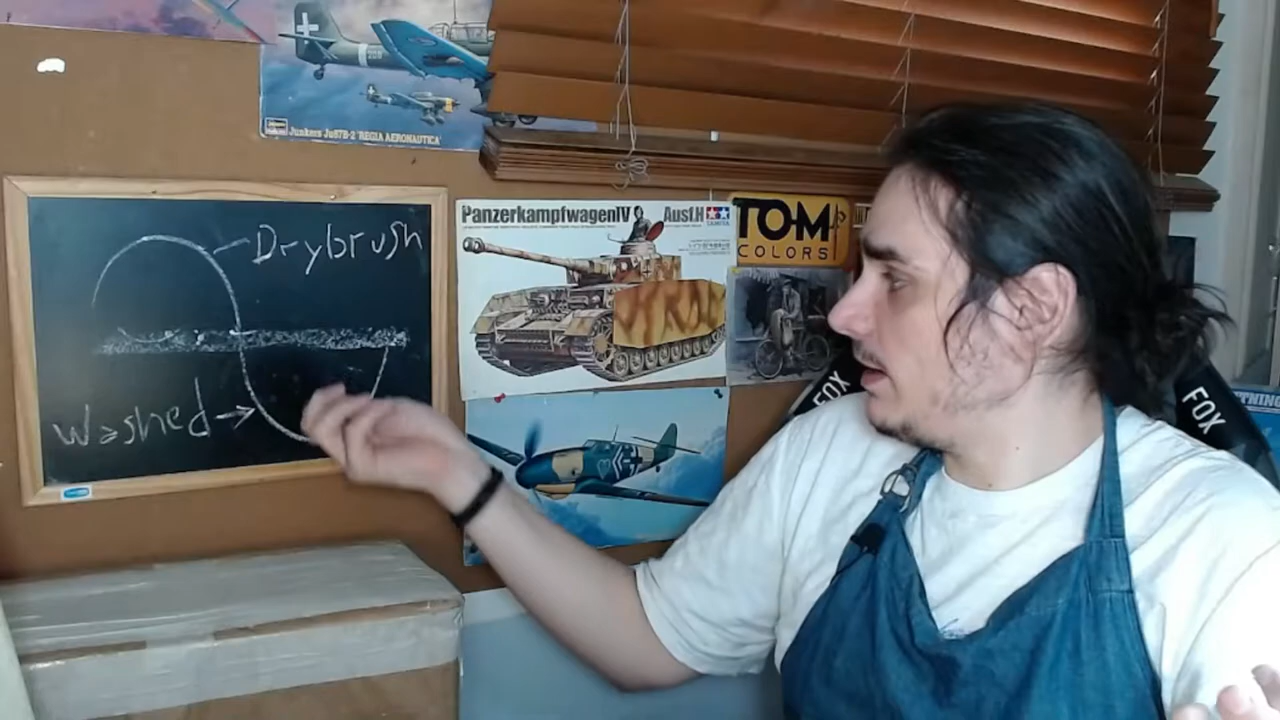 Junkers Ju87B-2 'REGIA AERONAUTICA'
Drybrush
Washed
Panzerkampfwagen IV Ausf.H
TAMIYA
TOM
COLORS
FOX
FOX